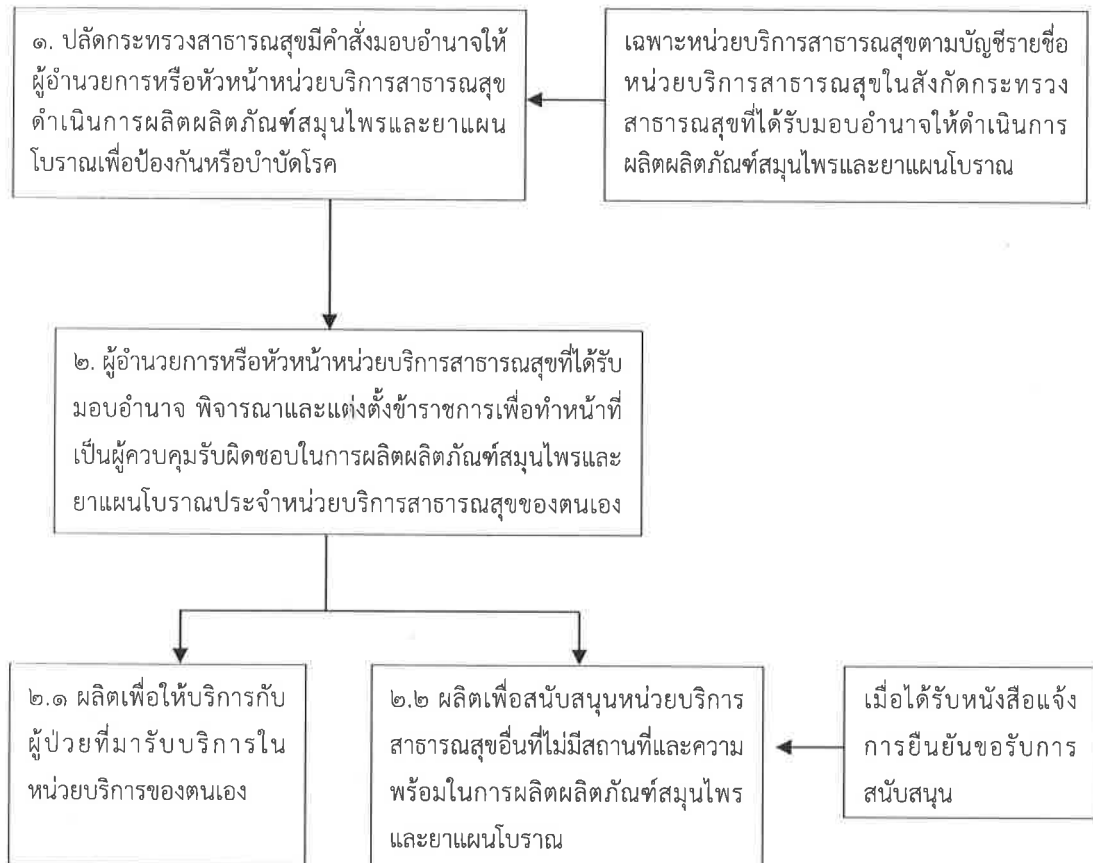 ๑. ปลัดกระทรวงสาธารณสุขมีคำสั่งมอบอำนาจให้
ผู้อำนวยการหรือหัวหน้าหน่วยบริการสาธารณสุข
ดำเนินการผลิตผลิตภัณฑ์สมุนไพรและยาแผน
โบราณเพื่อป้องกันหรือบำบัดโรค
เฉพาะหน่วยบริการสาธารณสุขตามบัญชีรายชื่อ
หน่วยบริการสาธารณสุขในสังกัดกระทรวง
สาธารณสุขที่ได้รับมอบอำนาจให้ดำเนินการ
ผลิตผลิตภัณฑ์สมุนไพรและยาแผนโบราณ
๒. ผู้อำนวยการหรือหัวหน้าหน่วยบริการสาธารณสุขที่ได้รับ
มอบอำนาจ พิจารณาและแต่งตั้งข้าราชการเพื่อทำหน้าที่
เป็นผู้ควบคุมรับผิดชอบในการผลิตผลิตภัณฑ์สมุนไพรและ
ยาแผนโบราณประจำหน่วยบริการสาธารณสุขของตนเอง
๒.๑ ผลิตเพื่อให้บริการกับ
ผู้ป่วยที่มารับบริการใน
หน่วยบริการของตนเอง
๒.๒ ผลิตเพื่อสนับสนุนหน่วยบริการ
สาธารณสุขอื่นที่ไม่มีสถานที่และความ
พร้อมในการผลิตผลิตภัณฑ์สมุนไพร
และยาแผนโบราณ
เมื่อได้รับหนังสือแจ้ง
การยืนยันขอรับการ
สนับสนุน